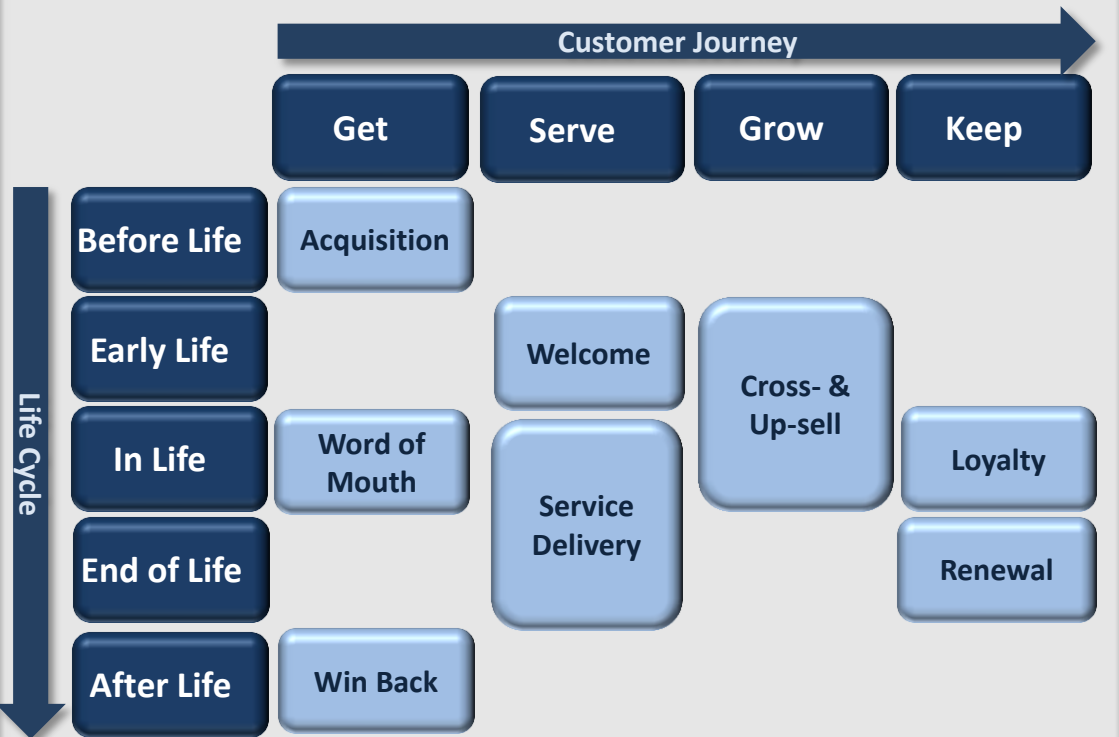 Customer Journey
Get
Serve
Grow
Keep
Life Cycle
Before Life
Acquisition
Early Life
Welcome
Cross- &
Up-sell
In Life
Word of
Mouth
Service
Delivery
Loyalty
End of Life
Renewal
After Life
Win Back